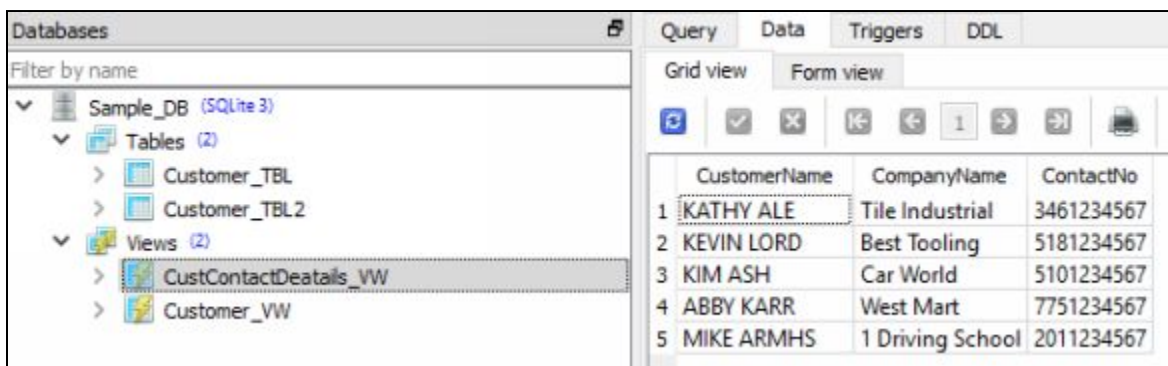 Databases
Filter by name
Sample_DB (SQLite 3)
Tables (2)
Customer_TBL
Customer_TBL2
Views (2)
CustContactDeatails_VW
Customer_VW
Query Data Triggers DDL
Grid view Form view
1
CustomerName CompanyName ContactNo
1 KATHY ALE Tile Industrial 3461234567
2 KEVIN LORD Best Tooling 5181234567
3 KIM ASH Car World 5101234567
4 ABBY KARR West Mart 7751234567
5 MIKE ARMHS 1 Driving School 2011234567